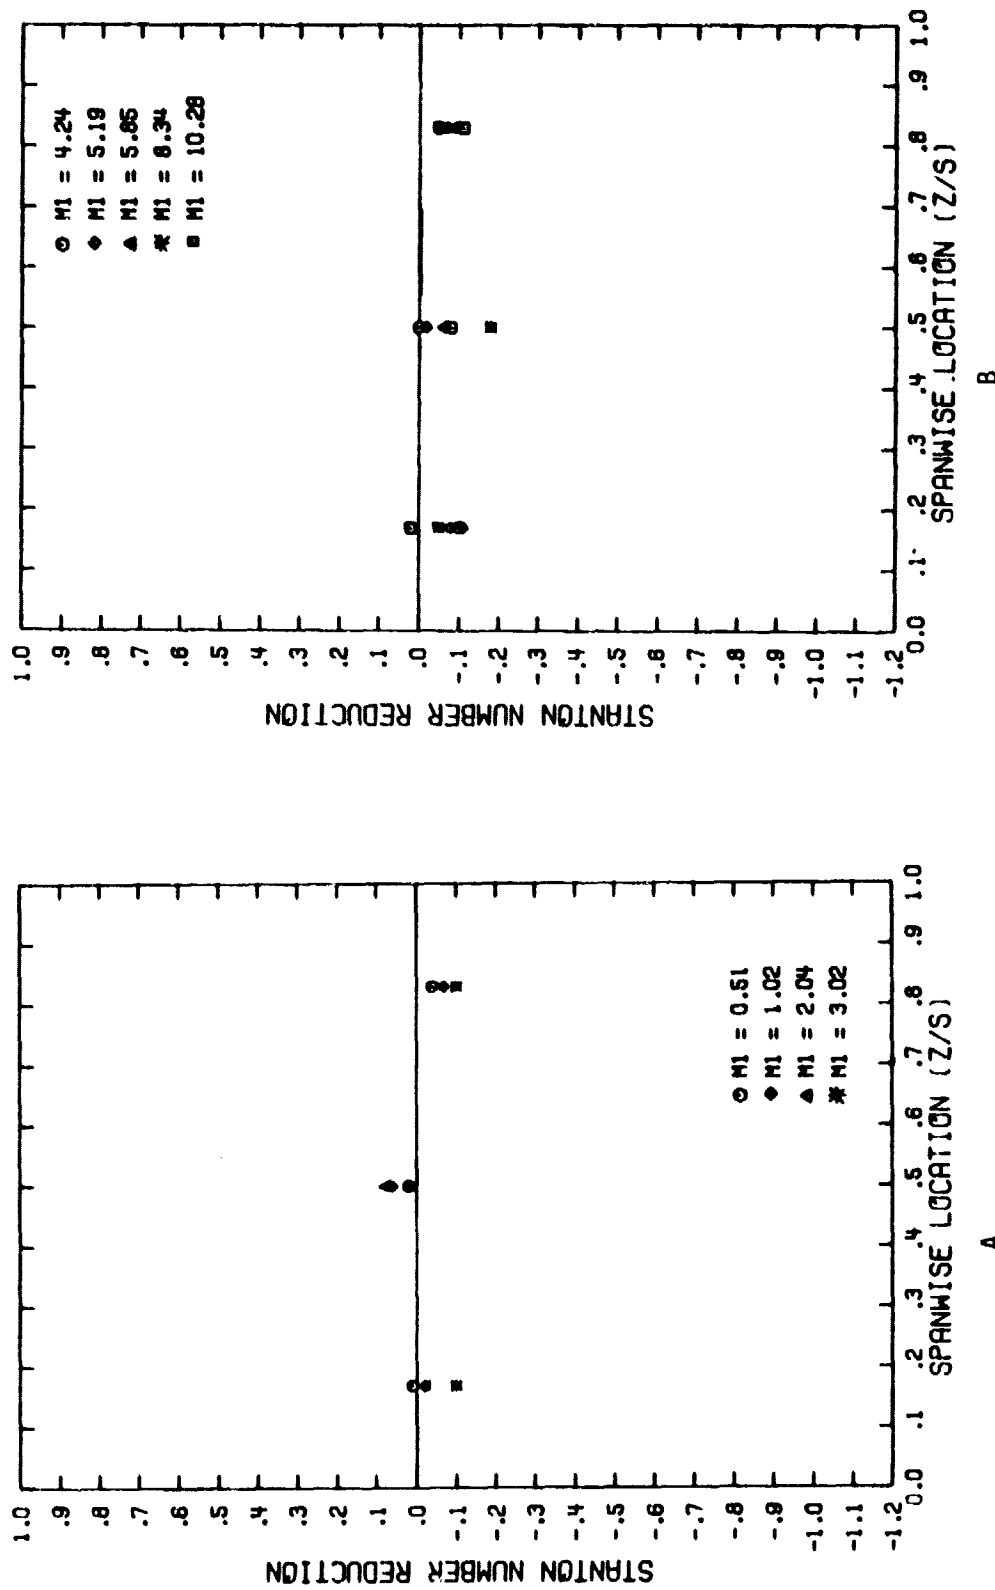 1.0
.9
.8
.7
.6
.5
.4
.3
.2
.1
.0
-.1
-.2
-.3
-.4
-.5
-.6
-.7
-.8
-.9
-1.0
-1.1
-1.2
STANTON NUMBER REDUCTION
0.0 .1 .2 .3 .4 .5 .6 .7 .8 .9 1.0
SPANWISE LOCATION (Z/S)
M1 = 0.51
M1 = 1.02
M1 = 2.04
M1 = 3.02
A
1.0
.9
.8
.7
.6
.5
.4
.3
.2
.1
.0
-.1
-.2
-.3
-.4
-.5
-.6
-.7
-.8
-.9
-1.0
-1.1
-1.2
STANTON NUMBER REDUCTION
0.0 .1 .2 .3 .4 .5 .6 .7 .8 .9 1.0
SPANWISE LOCATION (Z/S)
M1 = 4.24
M1 = 5.19
M1 = 5.85
M1 = 8.34
M1 = 10.28
B